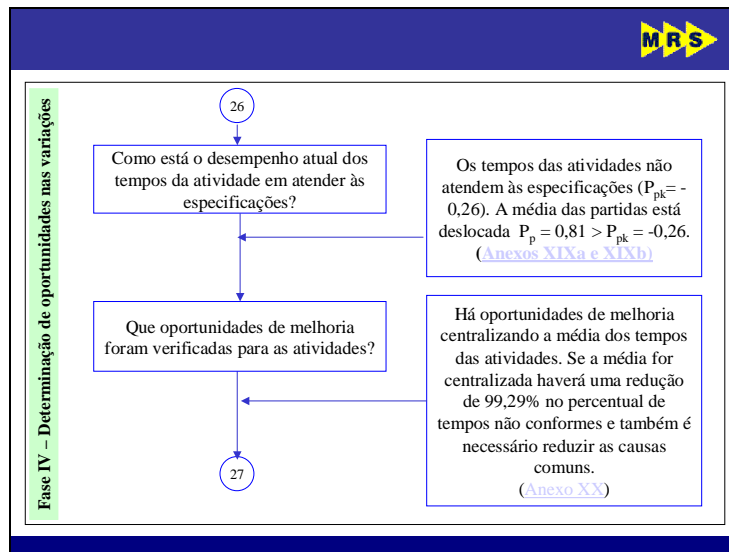 MRS
Fase IV – Determinação de oportunidades nas variações
26
Como está o desempenho atual dos
tempos da atividade em atender às
especificações?
Os tempos das atividades não
atendem às especificações (Ppk= -
0,26). A média das partidas está
deslocada  Pp = 0,81 > Ppk = -0,26.
(Anexos XIXa e XIXb)
Que oportunidades de melhoria
foram verificadas para as atividades?
Há oportunidades de melhoria
centralizando a média dos tempos
das atividades. Se a média for
centralizada haverá uma redução
de 99,29% no percentual de
tempos não conformes e também é
necessário reduzir as causas
comuns.
(Anexo XX)
27